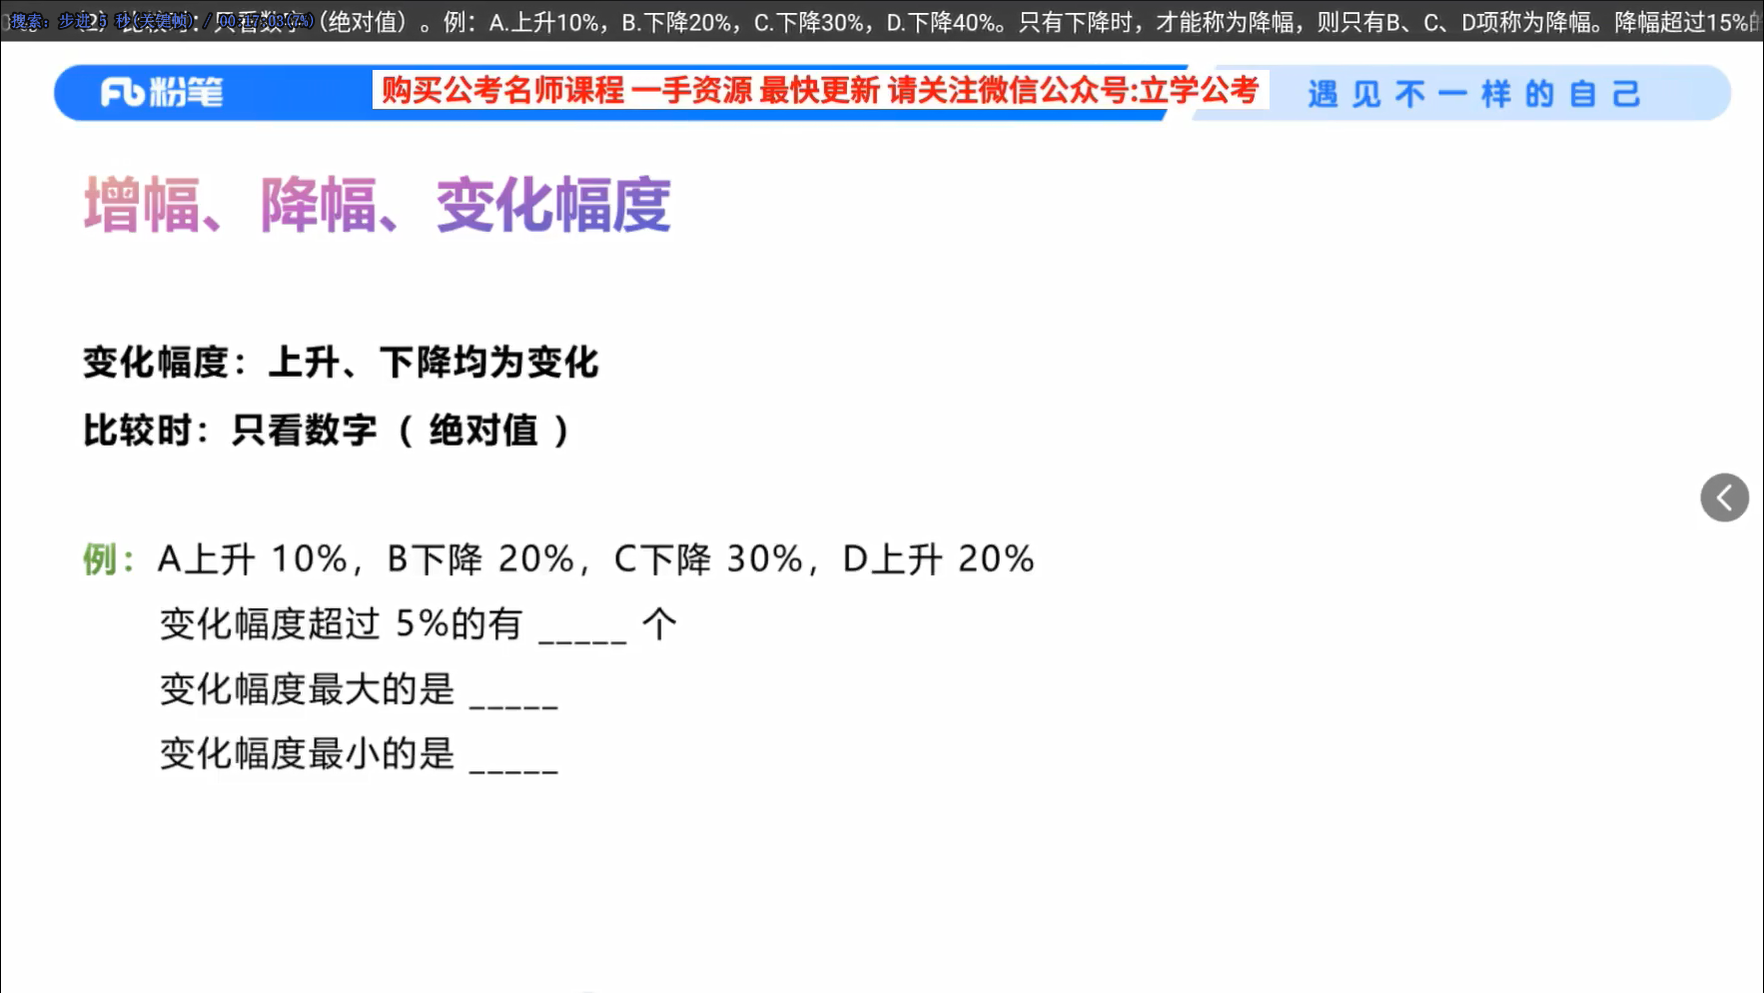 (2) 比较时：只看数字（绝对值）。例：A.上升10%，B.下降20%，C.下降30%，D.下降40%。只有下降时，才能称为降幅，则只有B、C、D项称为降幅。降幅超过15%
搜索：步进 5 秒(关键帧) / 00:17:03(7%)
粉笔
购买公考名师课程 一手资源 最快更新 请关注微信公众号:立学公考
遇见不一样的自己
增幅、降幅、变化幅度
变化幅度：上升、下降均为变化
比较时：只看数字（ 绝对值 ）
例：A上升 10%，B下降 20%，C下降 30%，D上升 20%
变化幅度超过 5%的有 _____ 个
变化幅度最大的是 _____
变化幅度最小的是 _____